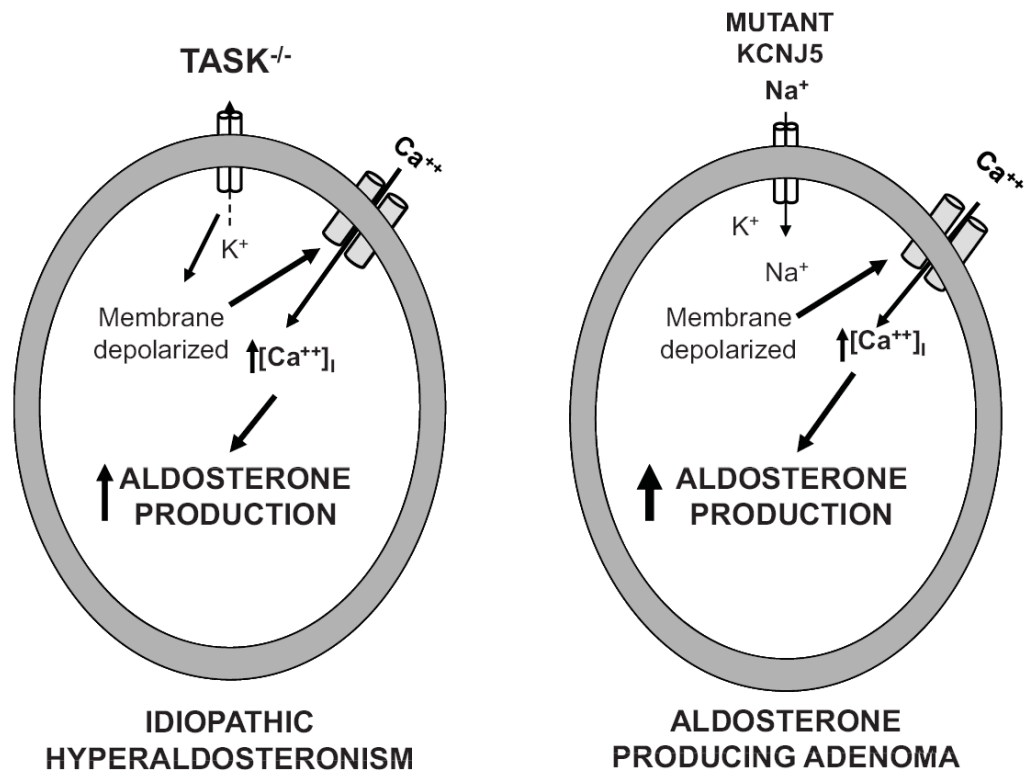 TASK-/-
Ca++
K+
Membrane
depolarized
[Ca++]I
ALDOSTERONE
PRODUCTION
IDIOPATHIC
HYPERALDOSTERONISM
MUTANT
KCNJ5
Na+
Ca++
K+
Na+
Membrane
depolarized
[Ca++]I
ALDOSTERONE
PRODUCTION
ALDOSTERONE
PRODUCING ADENOMA